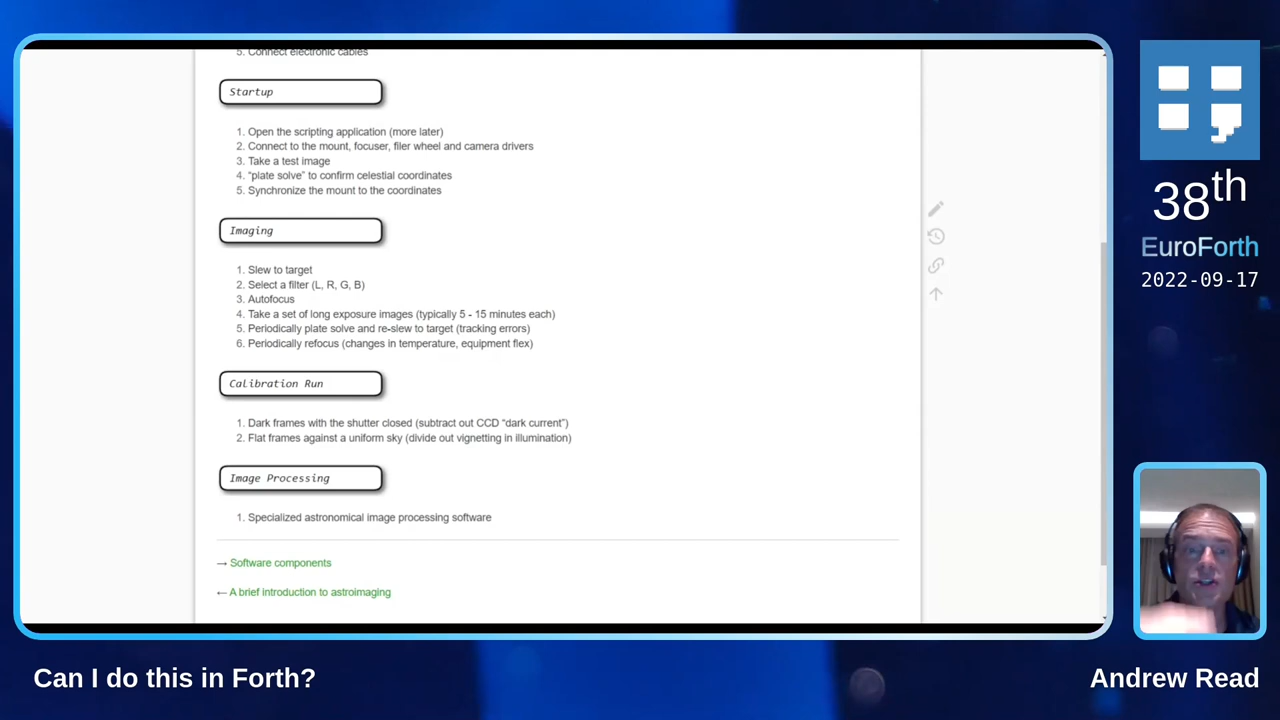 5. Connect electronic cables
Startup
1. Open the scripting application (more later)
2. Connect to the mount, focuser, filer wheel and camera drivers
3. Take a test image
4. “plate solve” to confirm celestial coordinates
5. Synchronize the mount to the coordinates
Imaging
1. Slew to target
2. Select a filter (L, R, G, B)
3. Autofocus
4. Take a set of long exposure images (typically 5 - 15 minutes each)
5. Periodically plate solve and re-slew to target (tracking errors)
6. Periodically refocus (changes in temperature, equipment flex)
Calibration Run
1. Dark frames with the shutter closed (subtract out CCD “dark current”)
2. Flat frames against a uniform sky (divide out vignetting in illumination)
Image Processing
1. Specialized astronomical image processing software
→ Software components
← A brief introduction to astroimaging
38th
EuroForth
2022-09-17
Can I do this in Forth?
Andrew Read